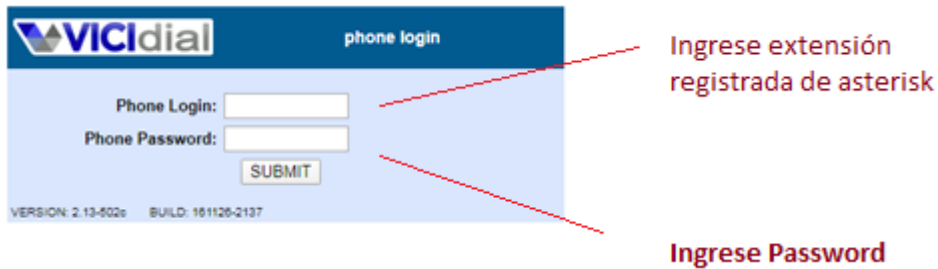 VICIdial
phone login
Ingrese extensión
registrada de asterisk
Phone Login:
Phone Password:
SUBMIT
VERSION: 2.13-602c BUILD: 161126-2137
Ingrese Password